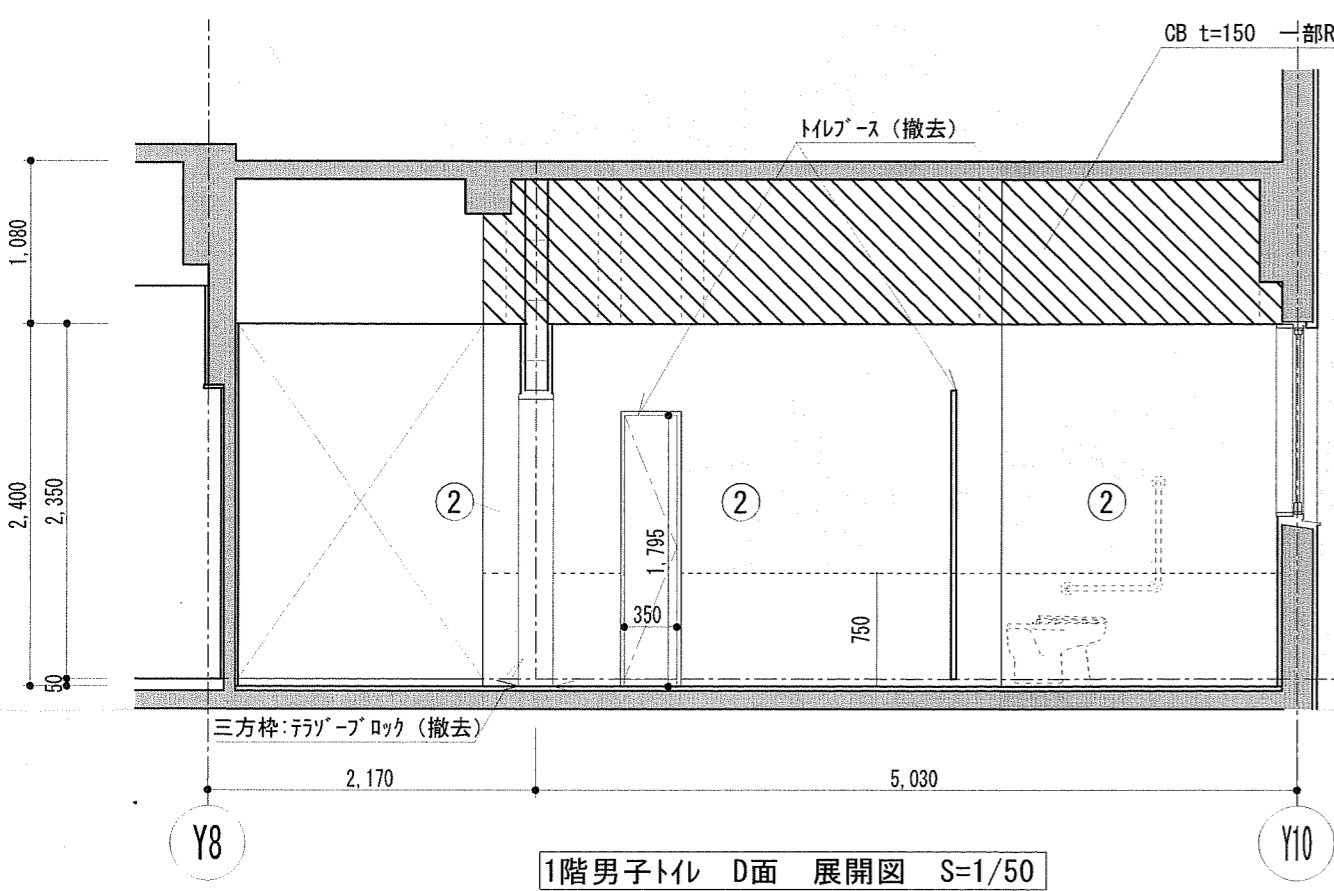 CB t=150 一部R
トイレブース (撤去)
1,080
2,400
2,350
50
②
②
②
1,795
350
750
三方枠:テラゾーブロック (撤去)
2,170
5,030
Y8
Y10
1階男子トイレ D面 展開図 S=1/50